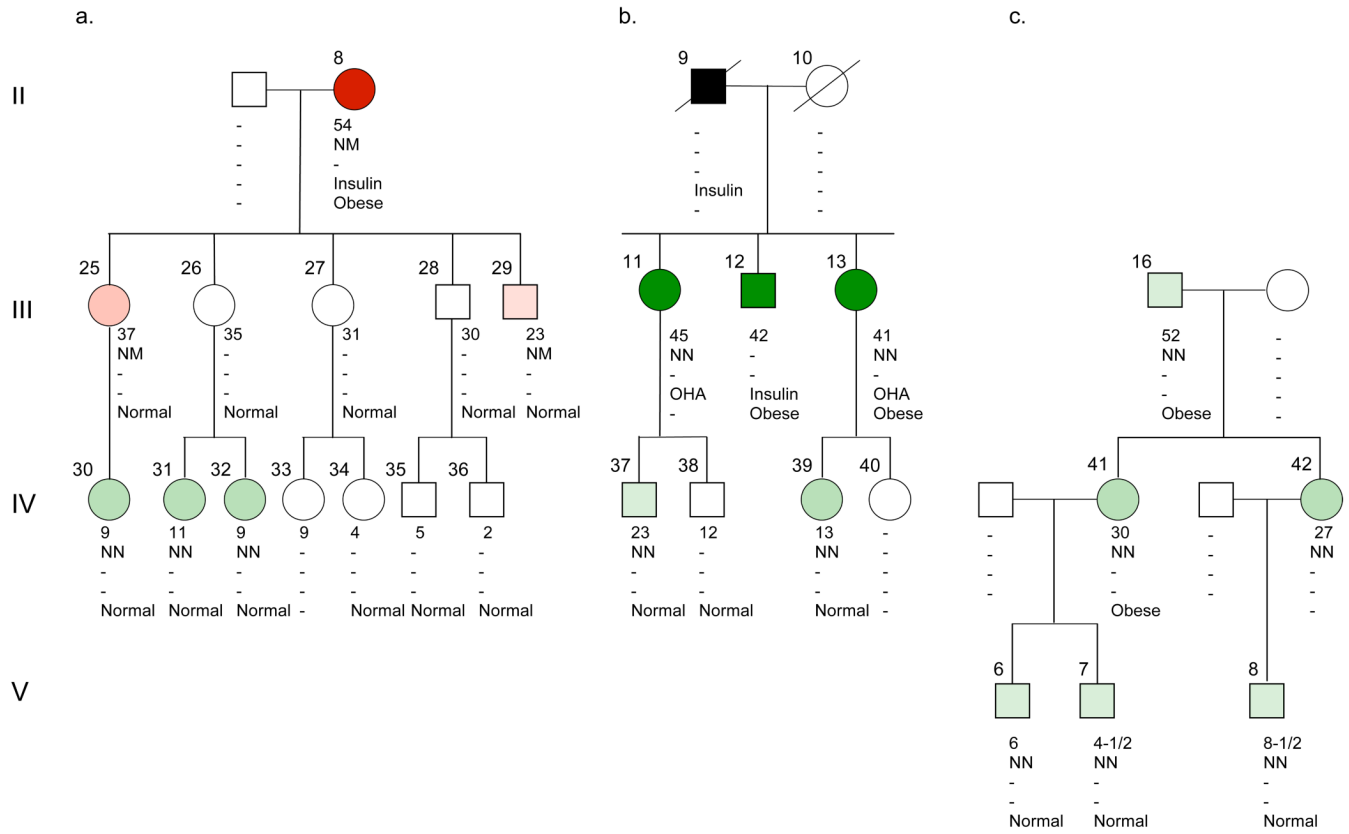 a. b. c.
II
8
54
NM
-
Insulin
Obese
-
-
-
-
-
9
-
-
-
Insulin
-
10
-
-
-
-
-
III
25
37
NM
-
-
Normal
26
35
-
-
-
Normal
27
31
-
-
-
Normal
28
30
-
-
-
Normal
29
23
NM
-
-
Normal
11
45
NN
-
OHA
-
12
42
-
-
Insulin
Obese
13
41
NN
-
OHA
Obese
16
52
NN
-
-
Obese
-
-
-
-
-
IV
30
9
NN
-
-
Normal
31
11
NN
-
-
Normal
32
9
NN
-
-
Normal
33
9
-
-
-
-
34
4
-
-
-
Normal
35
5
-
-
-
Normal
36
2
-
-
-
Normal
37
23
NN
-
-
Normal
38
12
-
-
-
Normal
39
13
NN
-
-
Normal
40
-
-
-
-
-
-
-
-
-
41
30
NN
-
-
Obese
-
-
-
-
42
27
NN
-
-
-
V
6
6
NN
-
-
Normal
7
4-1/2
NN
-
-
Normal
8
8-1/2
NN
-
-
Normal